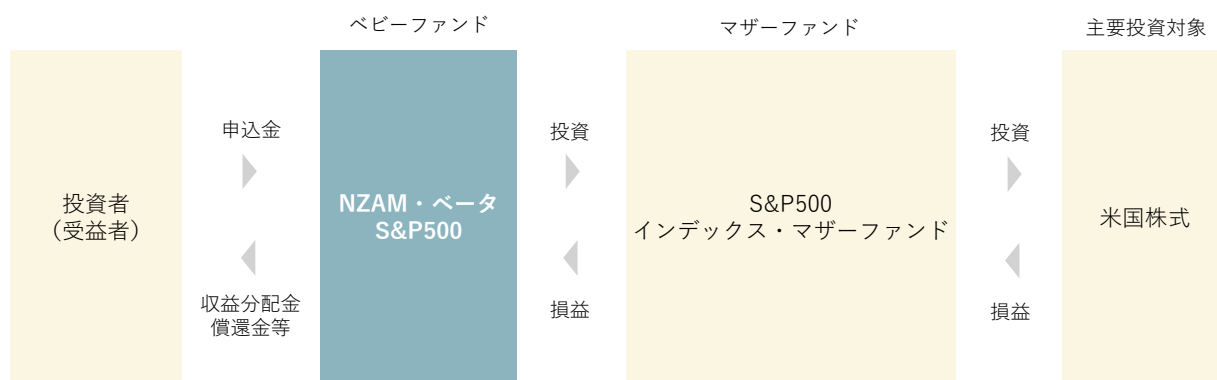 ベビーファンド
マザーファンド
主要投資対象
投資者
（受益者）
申込金
収益分配金
償還金等
NZAM・ベータ
S&P500
投資
損益
S&P500
インデックス・マザーファンド
投資
損益
米国株式